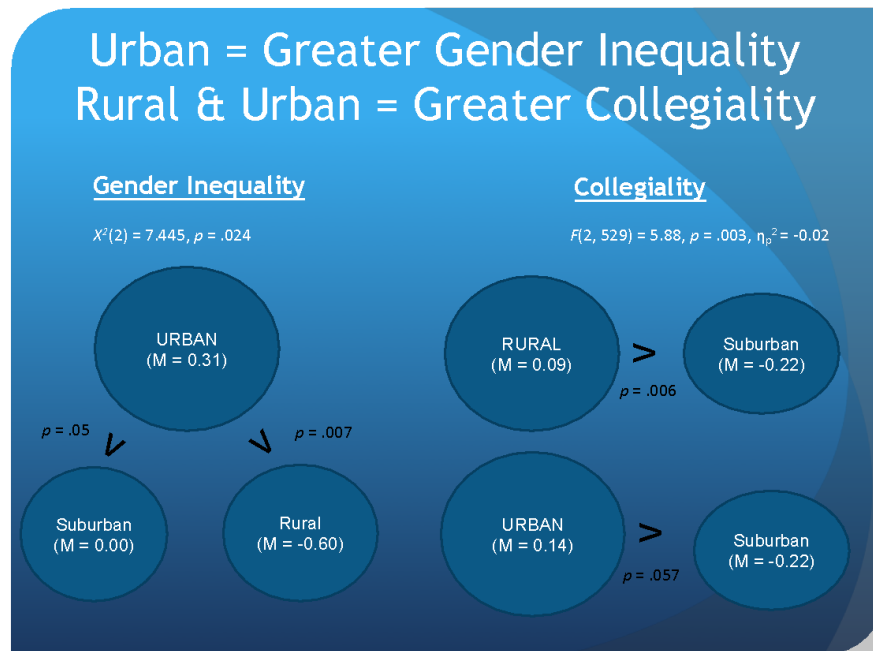 Urban = Greater Gender Inequality
Rural & Urban = Greater Collegiality
Gender Inequality
X²(2) = 7.445, p = .024
URBAN
(M = 0.31)
p = .05
>
>
p = .007
Suburban
(M = 0.00)
Rural
(M = -0.60)
Collegiality
F(2, 529) = 5.88, p = .003, ηp² = -0.02
RURAL
(M = 0.09)
>
p = .006
Suburban
(M = -0.22)
URBAN
(M = 0.14)
>
p = .057
Suburban
(M = -0.22)